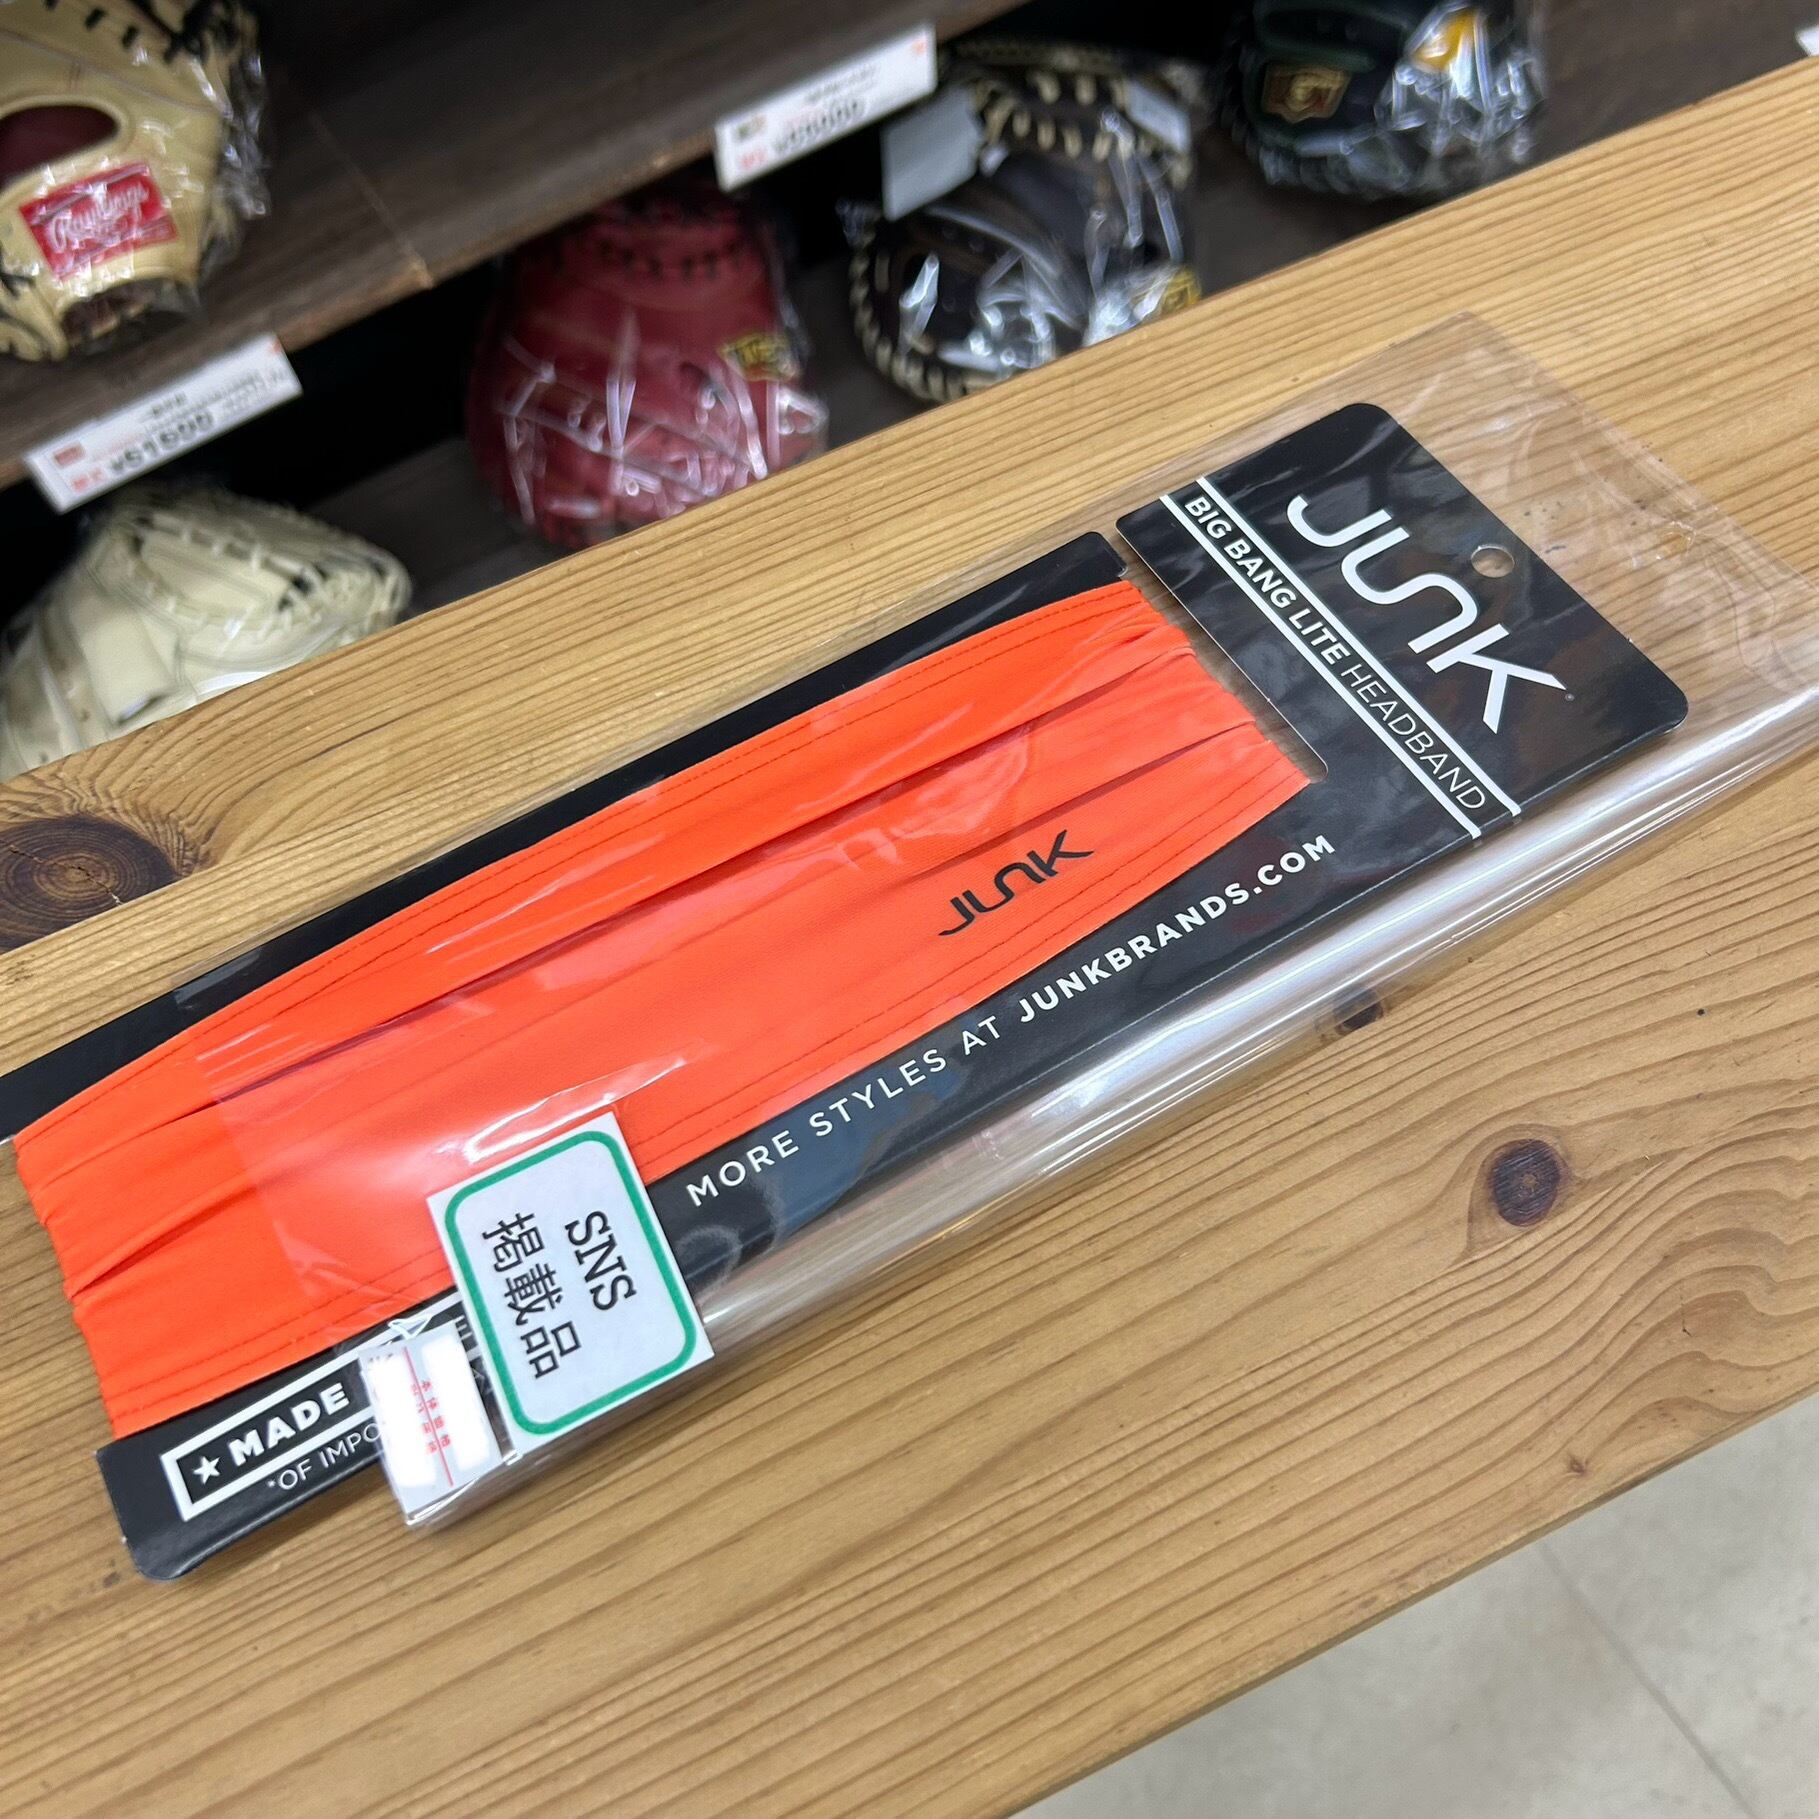 JUNK
BIG BANG LITE HEADBAND
JUNK
MORE STYLES AT JUNKBRANDS.COM
SNS
掲載品
★ MADE
*OF IMPO
Rawlings
¥51600